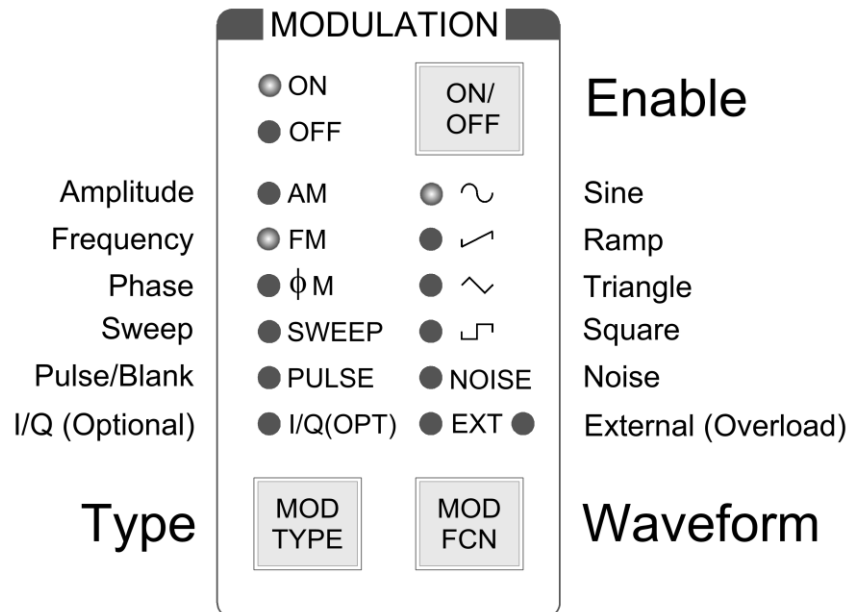 MODULATION
ON
OFF
ON/
OFF
Enable
Amplitude AM Sine
Frequency FM Ramp
Phase ϕM Triangle
Sweep SWEEP Square
Pulse/Blank PULSE NOISE Noise
I/Q (Optional) I/Q(OPT) EXT External (Overload)
Type
MOD
TYPE
MOD
FCN
Waveform